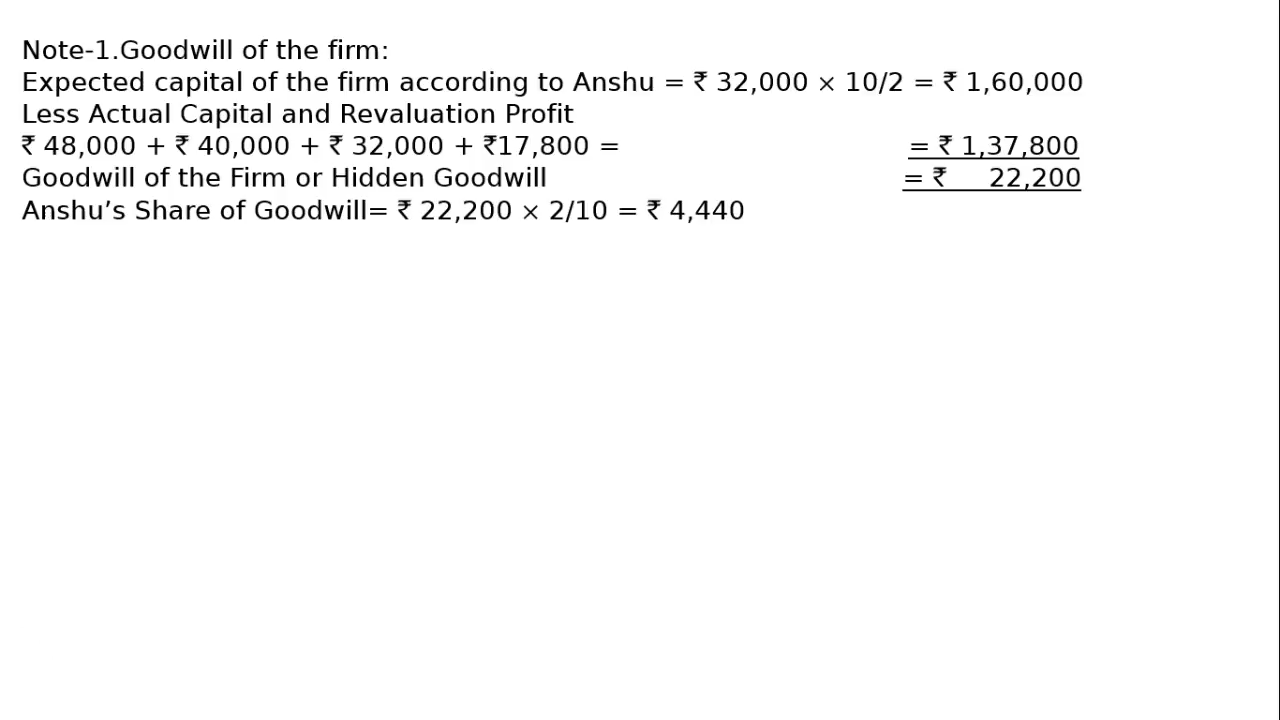 Note-1.Goodwill of the firm:
Expected capital of the firm according to Anshu = ₹ 32,000 × 10/2 = ₹ 1,60,000
Less Actual Capital and Revaluation Profit
₹ 48,000 + ₹ 40,000 + ₹ 32,000 + ₹17,800 = = ₹ 1,37,800
Goodwill of the Firm or Hidden Goodwill = ₹ 22,200
Anshu’s Share of Goodwill= ₹ 22,200 × 2/10 = ₹ 4,440